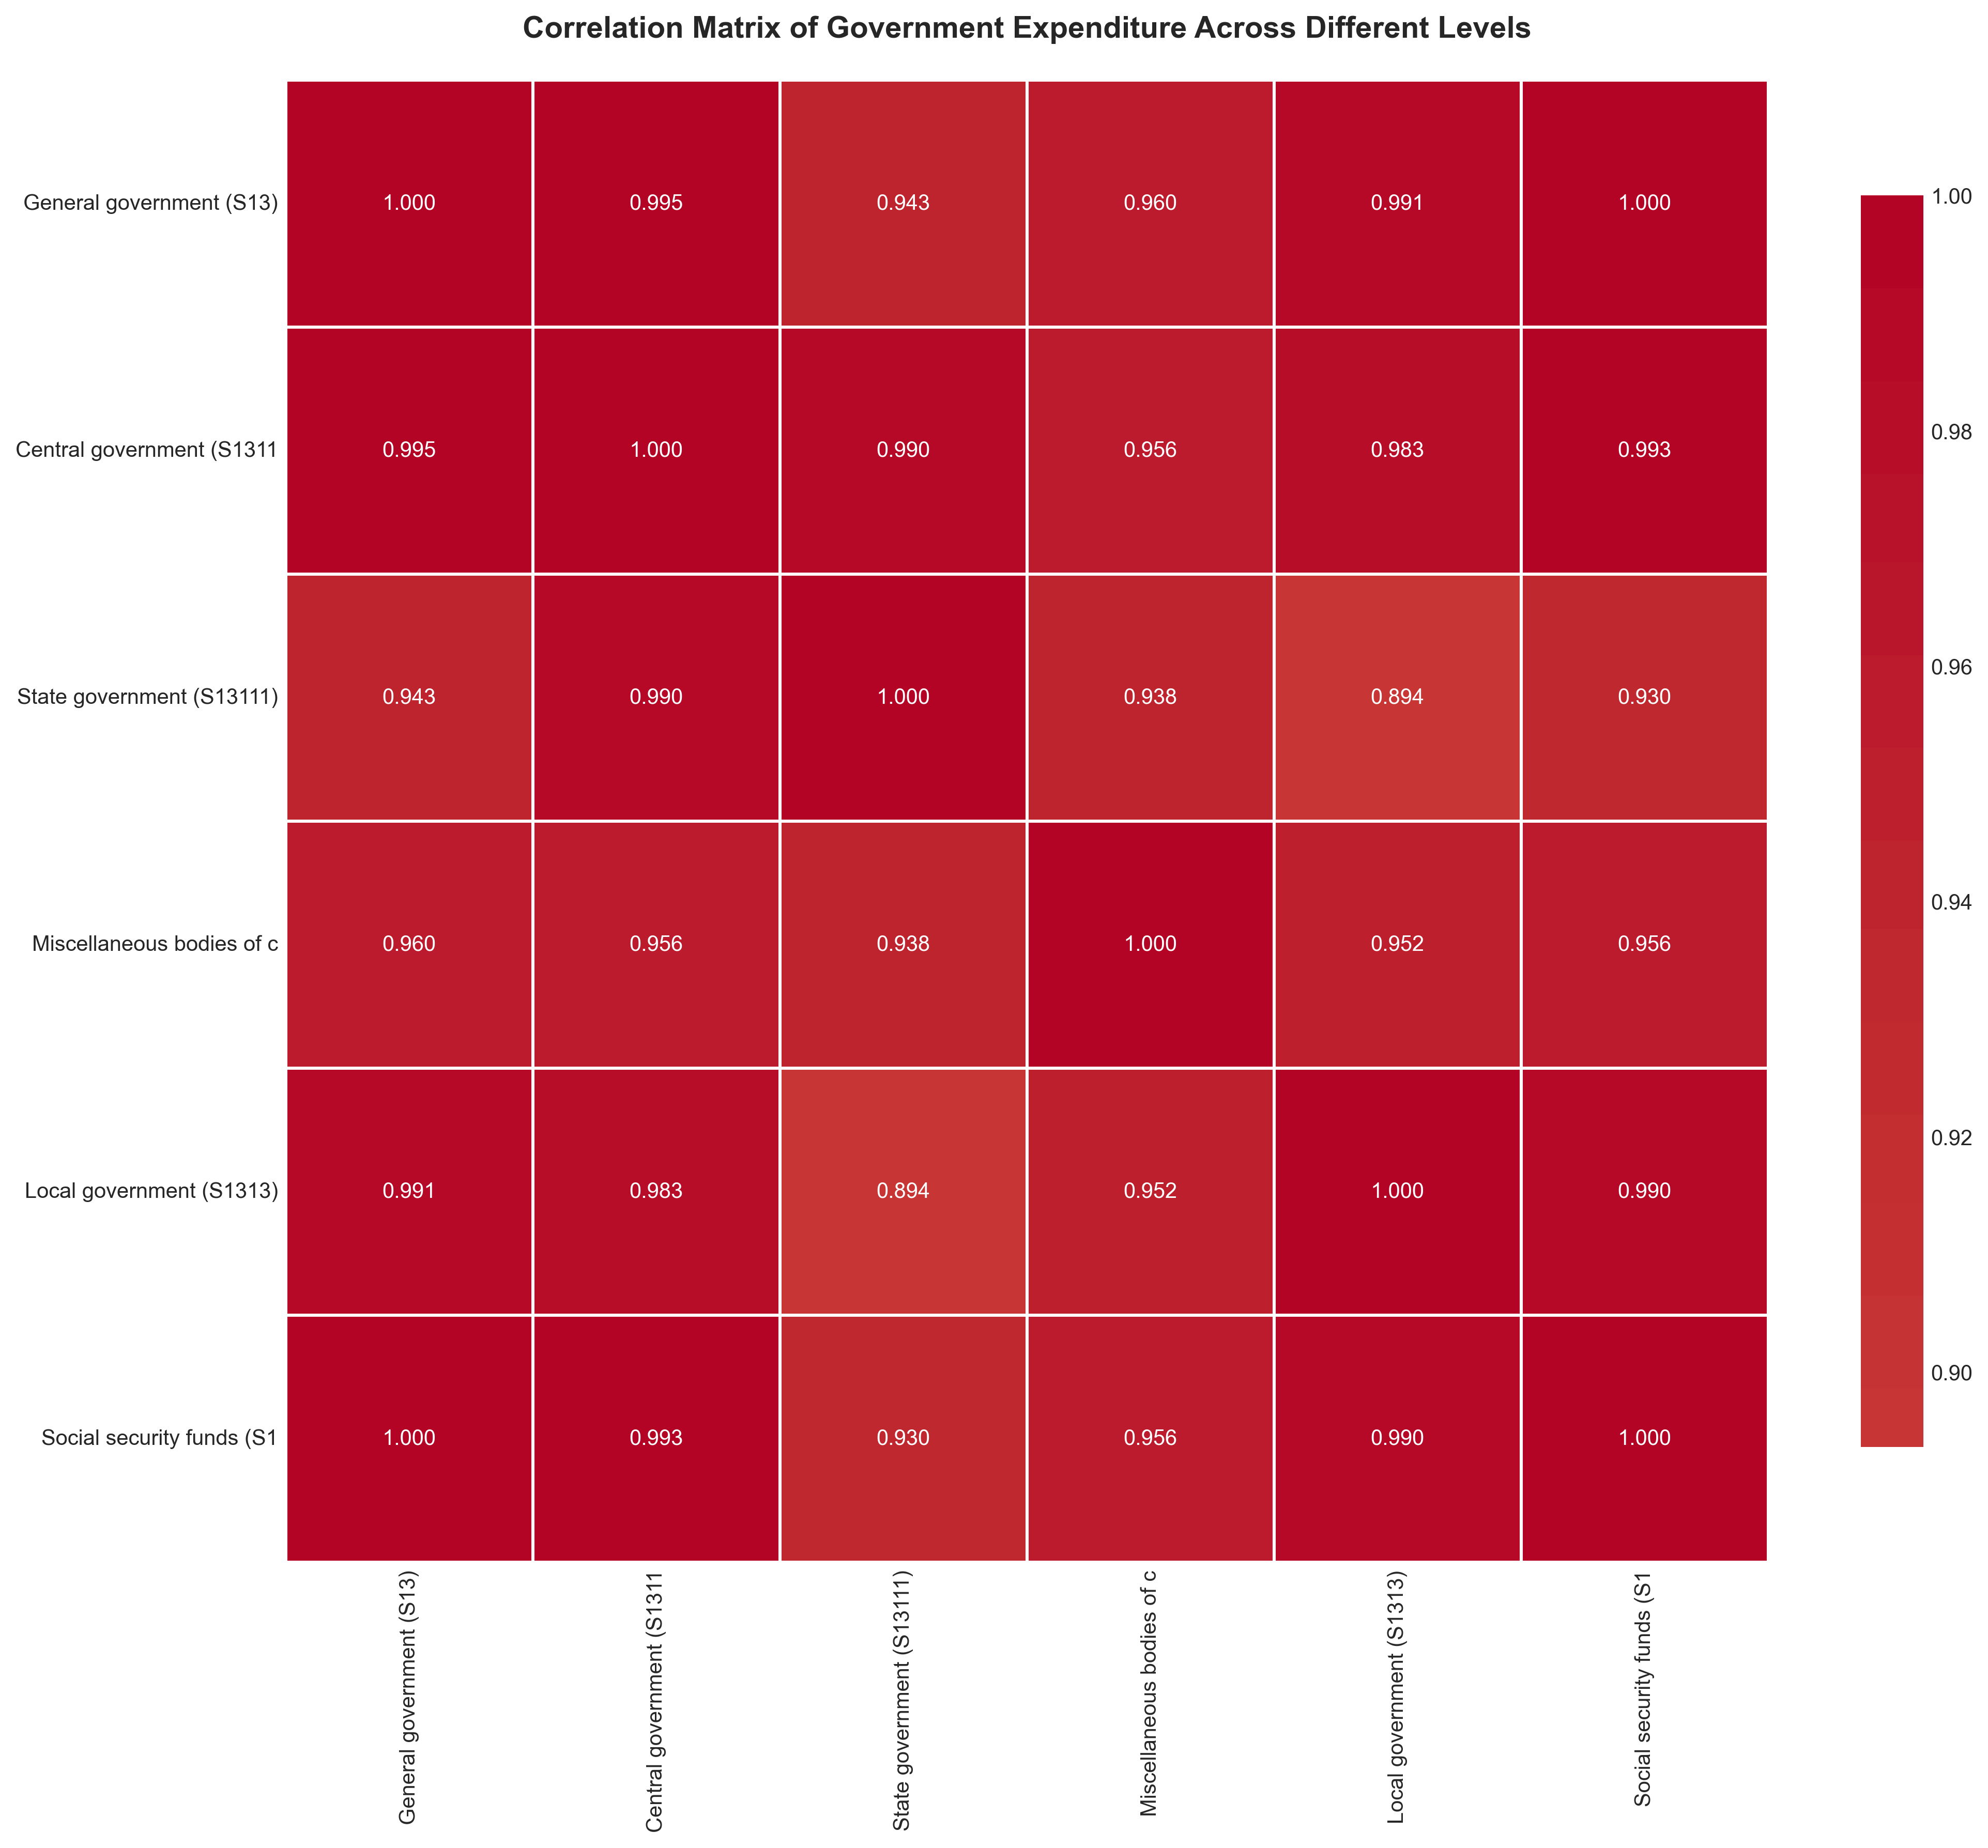 Correlation Matrix of Government Expenditure Across Different Levels
General government (S13) 1.000 0.995 0.943 0.960 0.991 1.000
Central government (S1311 0.995 1.000 0.990 0.956 0.983 0.993
State government (S13111) 0.943 0.990 1.000 0.938 0.894 0.930
Miscellaneous bodies of c 0.960 0.956 0.938 1.000 0.952 0.956
Local government (S1313) 0.991 0.983 0.894 0.952 1.000 0.990
Social security funds (S1 1.000 0.993 0.930 0.956 0.990 1.000
General government (S13)
Central government (S1311
State government (S13111)
Miscellaneous bodies of c
Local government (S1313)
Social security funds (S1
1.00
0.98
0.96
0.94
0.92
0.90